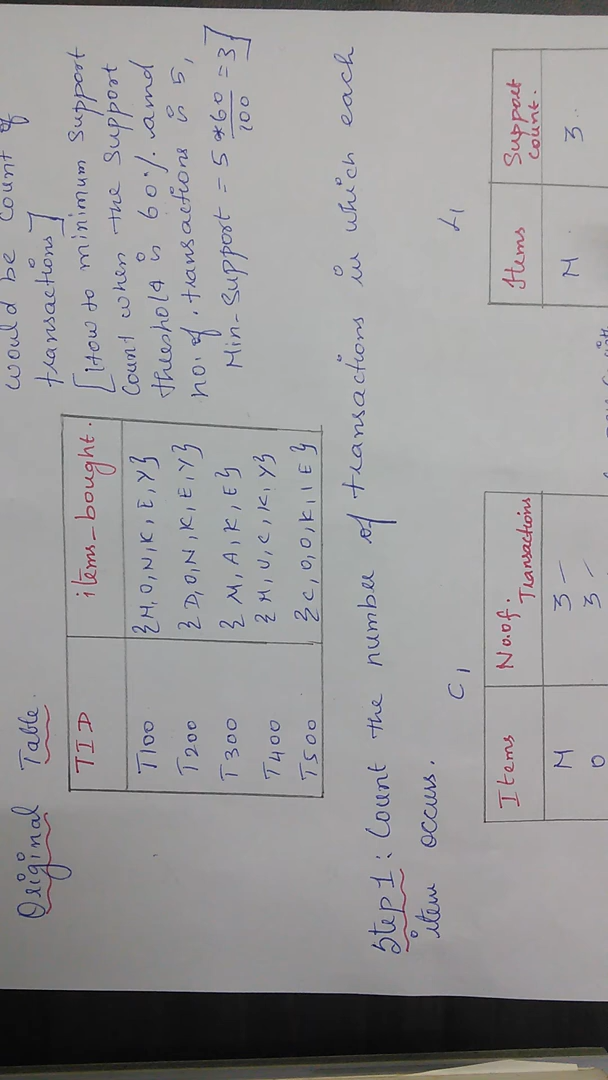 would be count of
transactions]
[How to minimum support
count when the support
threshold is 60% and
no. of. transactions is 5,
Min-Support = 5 * 60/100 = 3]
Original Table.
TID items-bought.
T100 {M,O,N,K,E,Y}
T200 {D,O,N,K,E,Y}
T300 {M,A,K,E}
T400 {M,U,C,K,Y}
T500 {C,O,O,K,I,E}
Step 1: Count the number of transactions in which each
item occurs.
C1
Items No.of. Transactions
M 3
O 3
L1
Items Support count.
M 3